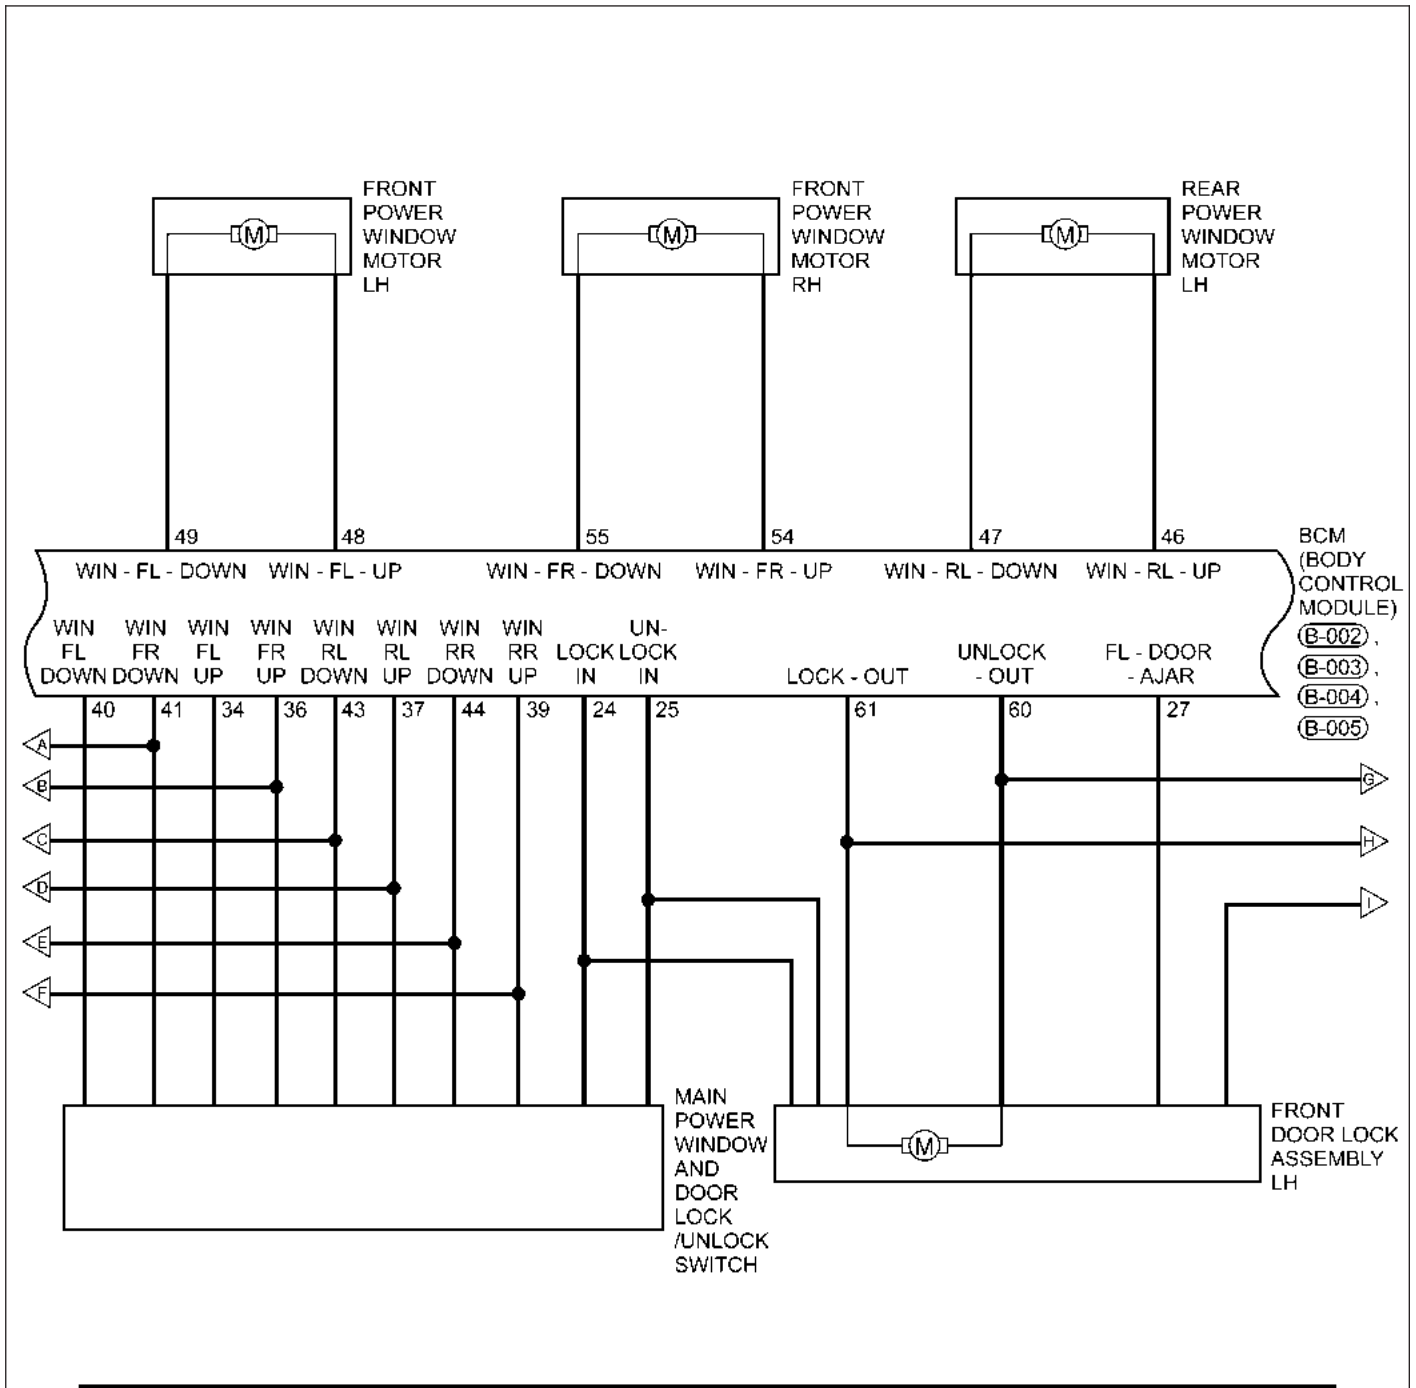 FRONT
POWER
WINDOW
MOTOR
LH
FRONT
POWER
WINDOW
MOTOR
RH
REAR
POWER
WINDOW
MOTOR
LH
M
M
M
49
48
55
54
47
46
WIN - FL - DOWN
WIN - FL - UP
WIN - FR - DOWN
WIN - FR - UP
WIN - RL - DOWN
WIN - RL - UP
BCM
(BODY
CONTROL
MODULE)
B-002 ,
B-003 ,
B-004 ,
B-005
WIN
FL
DOWN
WIN
FR
DOWN
WIN
FL
UP
WIN
FR
UP
WIN
RL
DOWN
WIN
RL
UP
WIN
RR
DOWN
WIN
RR
UP
LOCK
IN
UN-
LOCK
IN
LOCK - OUT
UNLOCK
- OUT
FL - DOOR
- AJAR
40
41
34
36
43
37
44
39
24
25
61
60
27
A
B
C
D
E
F
G
H
I
MAIN
POWER
WINDOW
AND
DOOR
LOCK
/UNLOCK
SWITCH
M
FRONT
DOOR LOCK
ASSEMBLY
LH